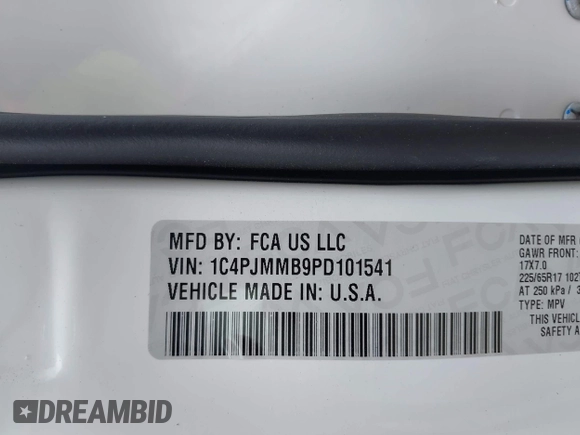 MFD BY: FCA US LLC
VIN: 1C4PJMMB9PD101541
VEHICLE MADE IN: U.S.A.
DATE OF MFR
GAWR FRONT:
17X7.0
225/65R17 102
AT 250 kPa / 3
TYPE: MPV
THIS VEHICL
SAFETY A
DREAMBID